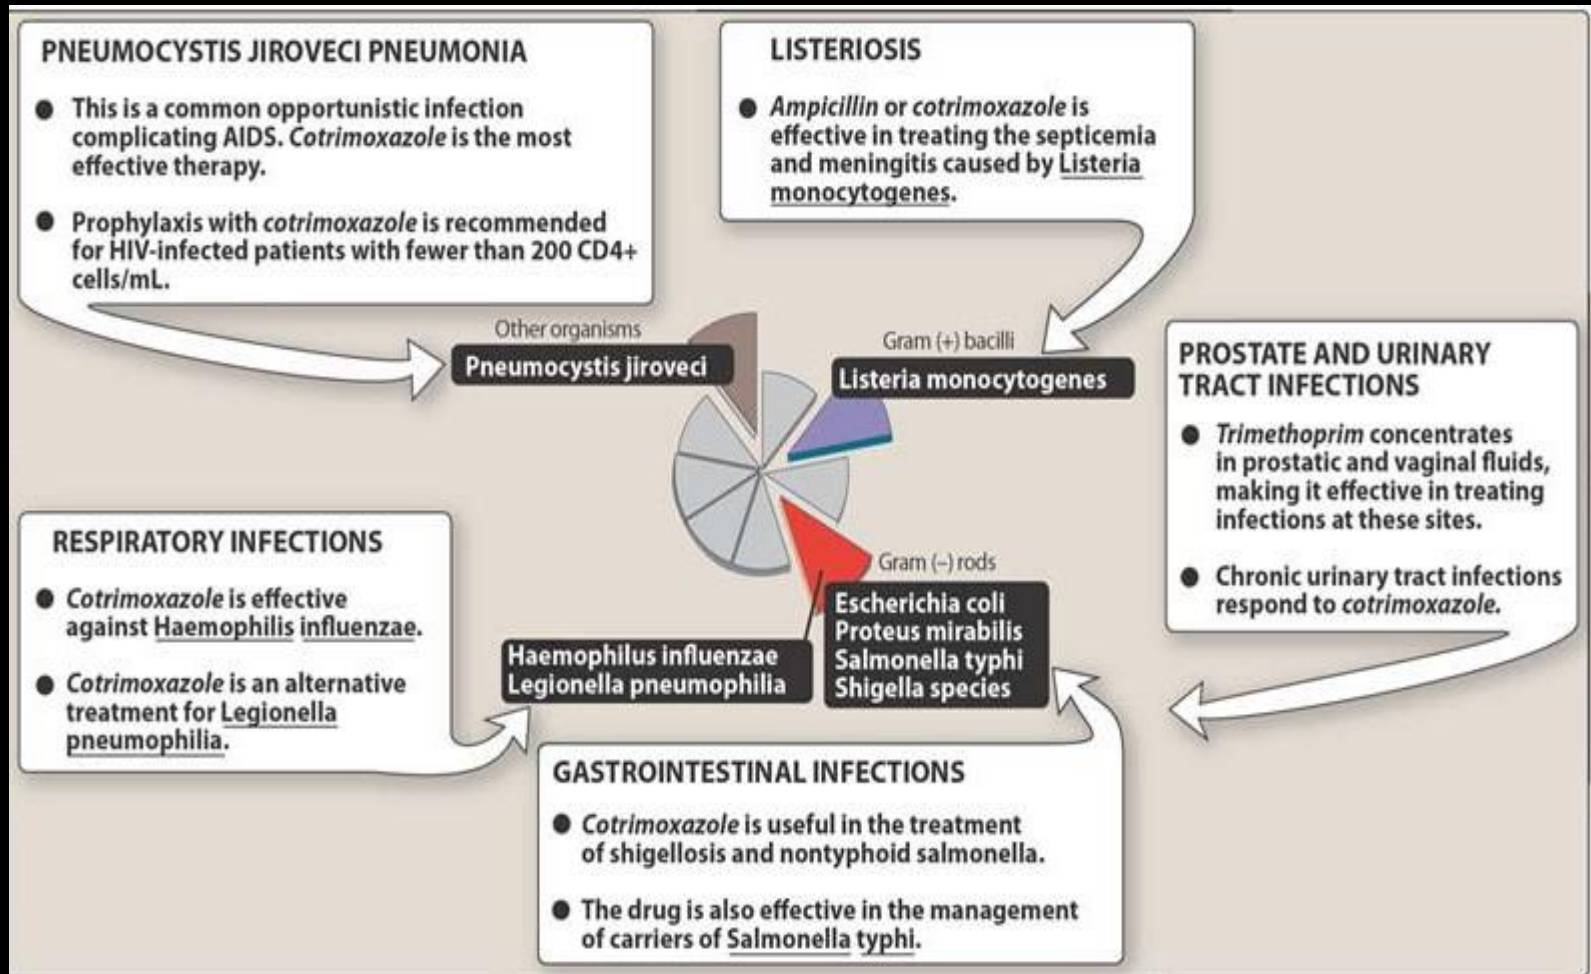 PNEUMOCYSTIS JIROVECI PNEUMONIA
● This is a common opportunistic infection
complicating AIDS. Cotrimoxazole is the most
effective therapy.
● Prophylaxis with cotrimoxazole is recommended
for HIV-infected patients with fewer than 200 CD4+
cells/mL.
LISTERIOSIS
● Ampicillin or cotrimoxazole is
effective in treating the septicemia
and meningitis caused by Listeria
monocytogenes.
Other organisms
Pneumocystis jiroveci
Gram (+) bacilli
Listeria monocytogenes
PROSTATE AND URINARY
TRACT INFECTIONS
● Trimethoprim concentrates
in prostatic and vaginal fluids,
making it effective in treating
infections at these sites.
● Chronic urinary tract infections
respond to cotrimoxazole.
RESPIRATORY INFECTIONS
● Cotrimoxazole is effective
against Haemophilis influenzae.
● Cotrimoxazole is an alternative
treatment for Legionella
pneumophilia.
Gram (–) rods
Escherichia coli
Proteus mirabilis
Salmonella typhi
Shigella species
Haemophilus influenzae
Legionella pneumophilia
GASTROINTESTINAL INFECTIONS
● Cotrimoxazole is useful in the treatment
of shigellosis and nontyphoid salmonella.
● The drug is also effective in the management
of carriers of Salmonella typhi.